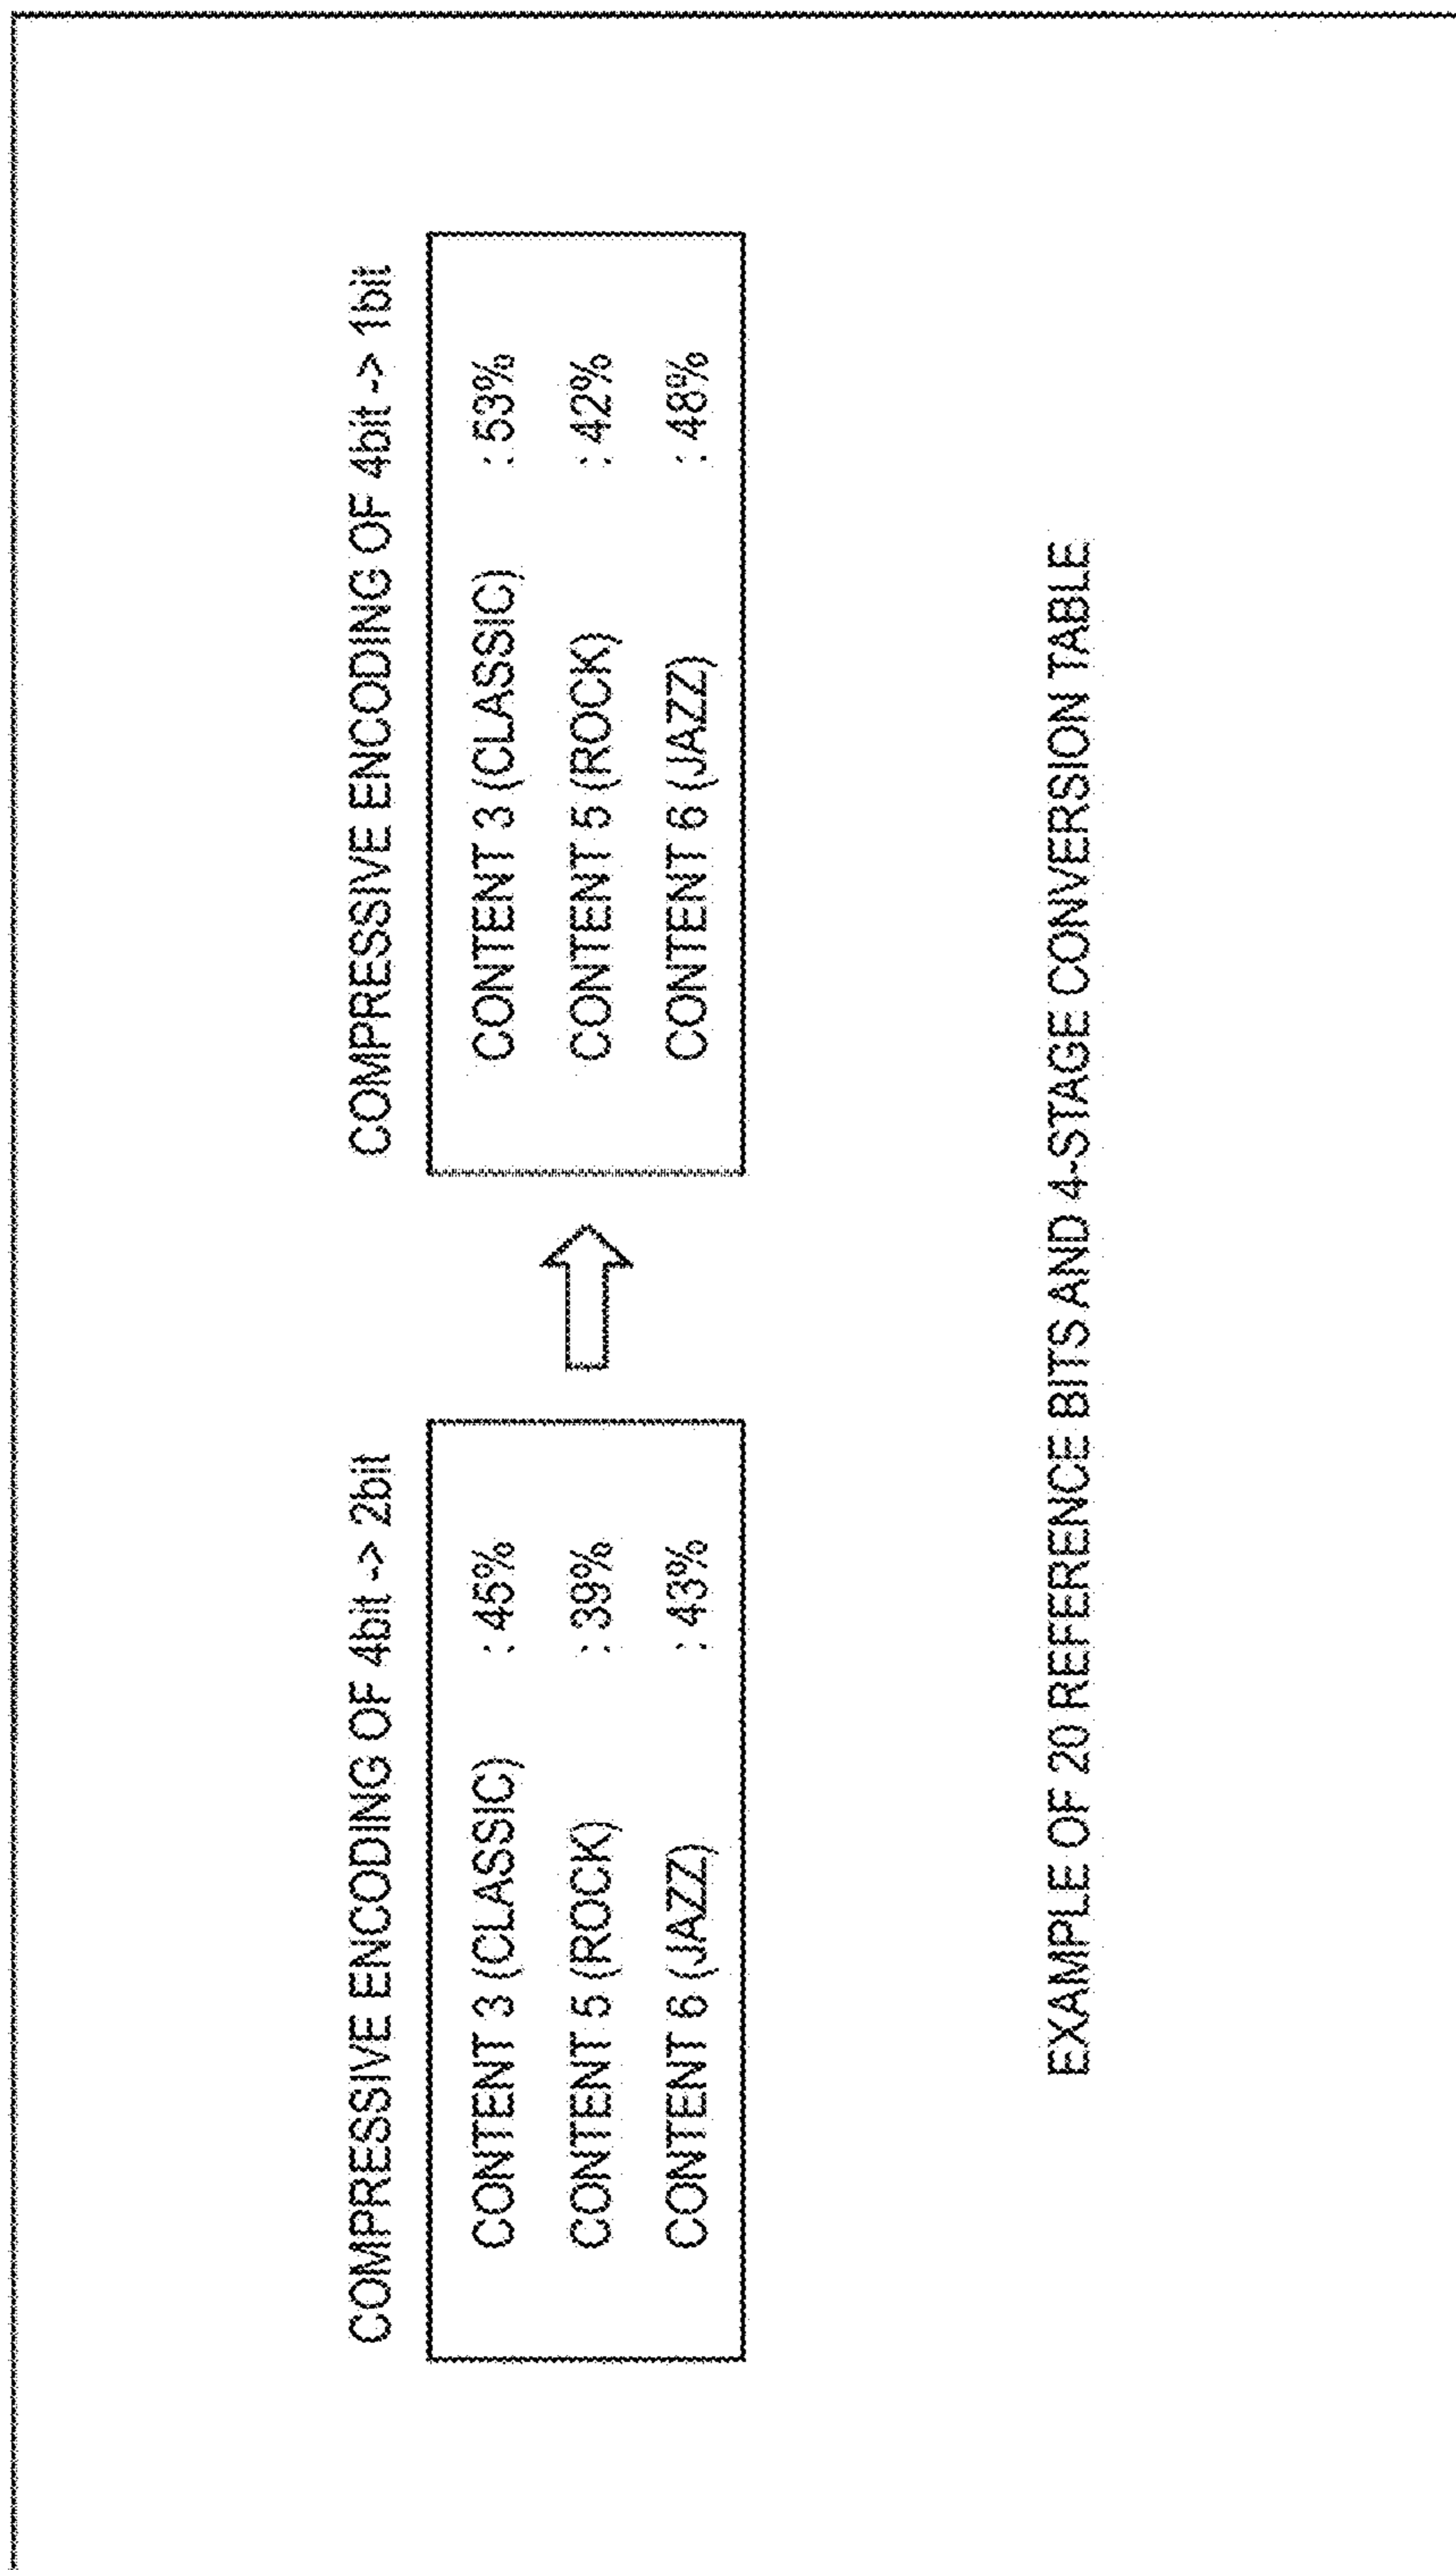 COMPRESSIVE ENCODING OF 4bit -> 2bit
CONTENT 3 (CLASSIC) : 45%
CONTENT 5 (ROCK) : 39%
CONTENT 6 (JAZZ) : 43%
COMPRESSIVE ENCODING OF 4bit -> 1bit
CONTENT 3 (CLASSIC) : 53%
CONTENT 5 (ROCK) : 42%
CONTENT 6 (JAZZ) : 48%
EXAMPLE OF 20 REFERENCE BITS AND 4-STAGE CONVERSION TABLE